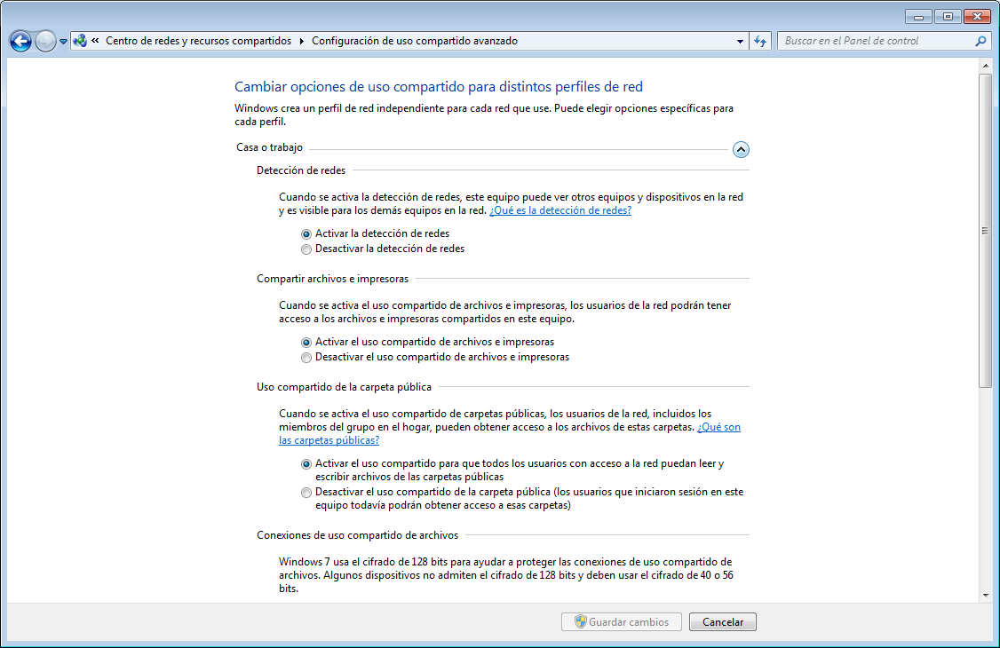 « Centro de redes y recursos compartidos Configuración de uso compartido avanzado
Buscar en el Panel de control
Cambiar opciones de uso compartido para distintos perfiles de red
Windows crea un perfil de red independiente para cada red que use. Puede elegir opciones específicas para
cada perfil.
Casa o trabajo
Detección de redes
Cuando se activa la detección de redes, este equipo puede ver otros equipos y dispositivos en la red
y es visible para los demás equipos en la red. ¿Qué es la detección de redes?
Activar la detección de redes
Desactivar la detección de redes
Compartir archivos e impresoras
Cuando se activa el uso compartido de archivos e impresoras, los usuarios de la red podrán tener
acceso a los archivos e impresoras compartidos en este equipo.
Activar el uso compartido de archivos e impresoras
Desactivar el uso compartido de archivos e impresoras
Uso compartido de la carpeta pública
Cuando se activa el uso compartido de carpetas públicas, los usuarios de la red, incluidos los
miembros del grupo en el hogar, pueden obtener acceso a los archivos de estas carpetas. ¿Qué son
las carpetas públicas?
Activar el uso compartido para que todos los usuarios con acceso a la red puedan leer y
escribir archivos de las carpetas públicas
Desactivar el uso compartido de la carpeta pública (los usuarios que iniciaron sesión en este
equipo todavía podrán obtener acceso a esas carpetas)
Conexiones de uso compartido de archivos
Windows 7 usa el cifrado de 128 bits para ayudar a proteger las conexiones de uso compartido de
archivos. Algunos dispositivos no admiten el cifrado de 128 bits y deben usar el cifrado de 40 o 56
bits.
Guardar cambios
Cancelar